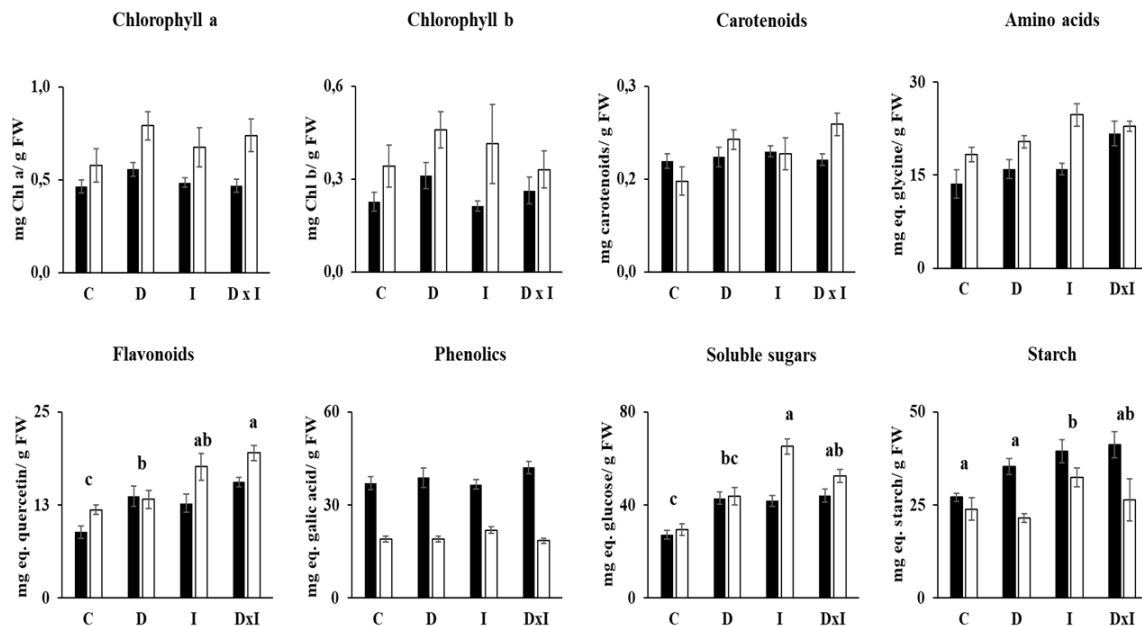 Chlorophyll a
mg Chl a/ g FW
1,0
0,5
0,0
C D I D x I
Chlorophyll b
mg Chl b/ g FW
0,6
0,3
0,0
C D I D x I
Carotenoids
mg carotenoids/ g FW
0,3
0,2
0,0
C D I D x I
Amino acids
mg eq. glycine/ g FW
30
15
0
C D I DxI
Flavonoids
mg eq. quercetin/ g FW
25
13
0
c b ab a
C D I DxI
Phenolics
mg eq. galic acid/ g FW
60
30
0
C D I DxI
Soluble sugars
mg eq. glucose/ g FW
80
40
0
c bc a ab
C D I DxI
Starch
mg eq. starch/ g FW
50
25
0
a a b ab
C D I DxI